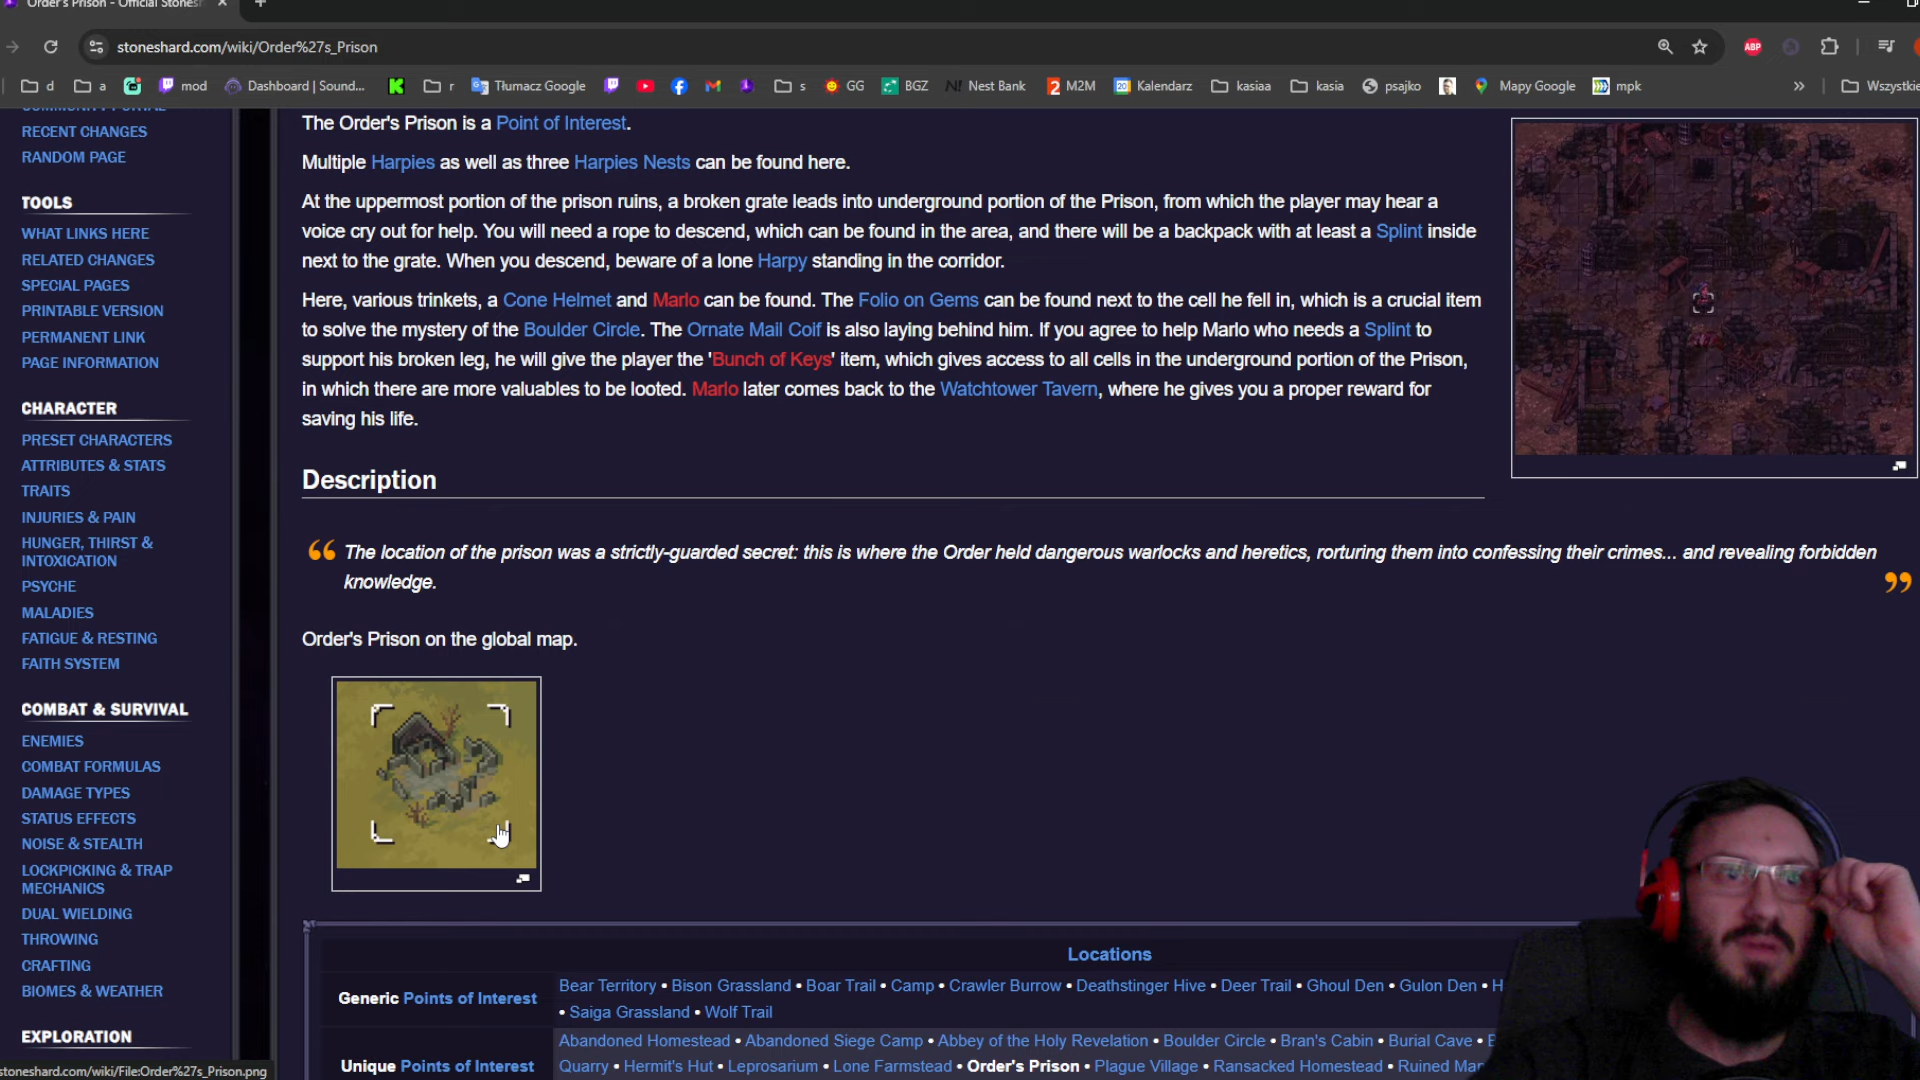 Order's Prison - Official Stonesh
stoneshard.com/wiki/Order%27s_Prison
ABP
d a mod Dashboard | Sound... r Tłumacz Google s GG BGZ Nest Bank M2M Kalendarz kasiaa kasia psajko Mapy Google mpk » Wszystkie
COMMUNITY PORTAL
RECENT CHANGES
RANDOM PAGE
TOOLS
WHAT LINKS HERE
RELATED CHANGES
SPECIAL PAGES
PRINTABLE VERSION
PERMANENT LINK
PAGE INFORMATION
CHARACTER
PRESET CHARACTERS
ATTRIBUTES & STATS
TRAITS
INJURIES & PAIN
HUNGER, THIRST &
INTOXICATION
PSYCHE
MALADIES
FATIGUE & RESTING
FAITH SYSTEM
COMBAT & SURVIVAL
ENEMIES
COMBAT FORMULAS
DAMAGE TYPES
STATUS EFFECTS
NOISE & STEALTH
LOCKPICKING & TRAP
MECHANICS
DUAL WIELDING
THROWING
CRAFTING
BIOMES & WEATHER
EXPLORATION
stoneshard.com/wiki/File:Order%27s_Prison.png
The Order's Prison is a Point of Interest.
Multiple Harpies as well as three Harpies Nests can be found here.
At the uppermost portion of the prison ruins, a broken grate leads into underground portion of the Prison, from which the player may hear a
voice cry out for help. You will need a rope to descend, which can be found in the area, and there will be a backpack with at least a Splint inside
next to the grate. When you descend, beware of a lone Harpy standing in the corridor.
Here, various trinkets, a Cone Helmet and Marlo can be found. The Folio on Gems can be found next to the cell he fell in, which is a crucial item
to solve the mystery of the Boulder Circle. The Ornate Mail Coif is also laying behind him. If you agree to help Marlo who needs a Splint to
support his broken leg, he will give the player the 'Bunch of Keys' item, which gives access to all cells in the underground portion of the Prison,
in which there are more valuables to be looted. Marlo later comes back to the Watchtower Tavern, where he gives you a proper reward for
saving his life.
Description
“ The location of the prison was a strictly-guarded secret: this is where the Order held dangerous warlocks and heretics, rorturing them into confessing their crimes... and revealing forbidden
knowledge. ”
Order's Prison on the global map.
Locations
Generic Points of Interest
Bear Territory • Bison Grassland • Boar Trail • Camp • Crawler Burrow • Deathstinger Hive • Deer Trail • Ghoul Den • Gulon Den • H
• Saiga Grassland • Wolf Trail
Unique Points of Interest
Abandoned Homestead • Abandoned Siege Camp • Abbey of the Holy Revelation • Boulder Circle • Bran's Cabin • Burial Cave •
Quarry • Hermit's Hut • Leprosarium • Lone Farmstead • Order's Prison • Plague Village • Ransacked Homestead • Ruined